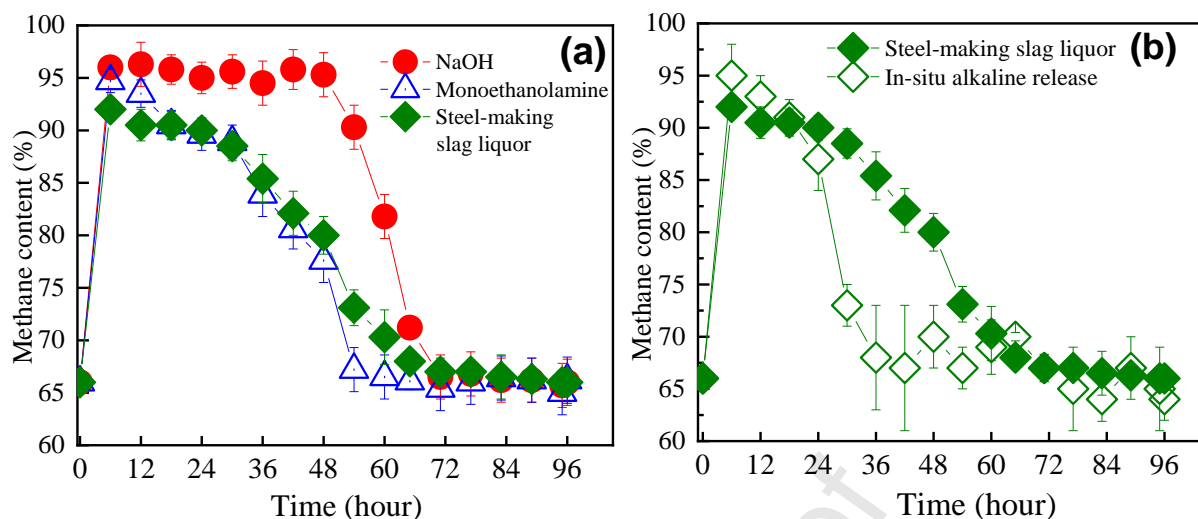 (a)
NaOH
Monoethanolamine
Steel-making
slag liquor
Methane content (%)
100
95
90
85
80
75
70
65
60
0 12 24 36 48 60 72 84 96
Time (hour)
(b)
Steel-making slag liquor
In-situ alkaline release
Methane content (%)
100
95
90
85
80
75
70
65
60
0 12 24 36 48 60 72 84 96
Time (hour)